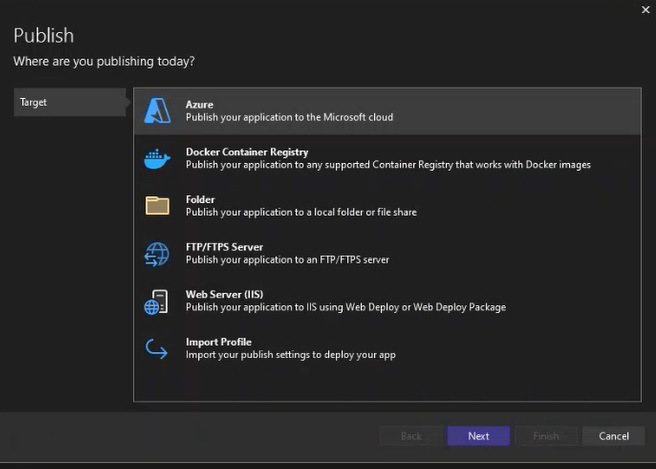 Publish
Where are you publishing today?
Target
Azure
Publish your application to the Microsoft cloud
Docker Container Registry
Publish your application to any supported Container Registry that works with Docker images
Folder
Publish your application to a local folder or file share
FTP/FTPS Server
Publish your application to an FTP/FTPS server
Web Server (IIS)
Publish your application to IIS using Web Deploy or Web Deploy Package
Import Profile
Import your publish settings to deploy your app
Back
Next
Finish
Cancel